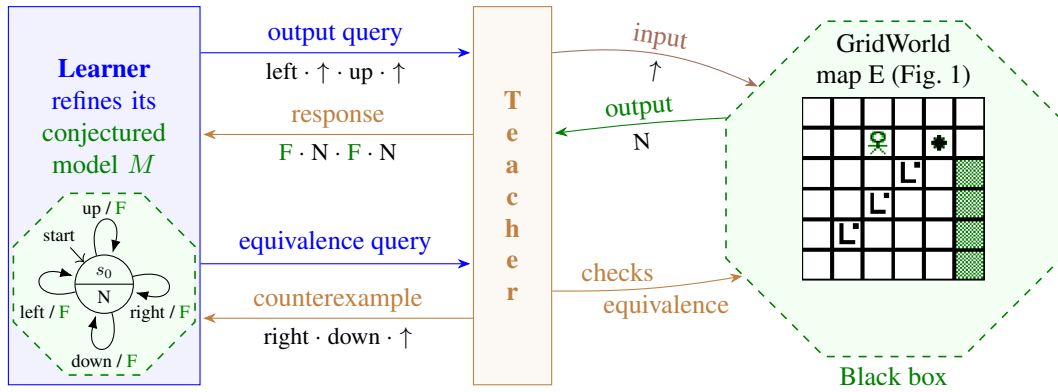 Learner
refines its
conjectured
model M
up / F
start
s₀
N
left / F
right / F
down / F
output query
left · ↑ · up · ↑
response
F · N · F · N
equivalence query
counterexample
right · down · ↑
Teacher
input
↑
output
N
checks
equivalence
GridWorld
map E (Fig. 1)
Black box